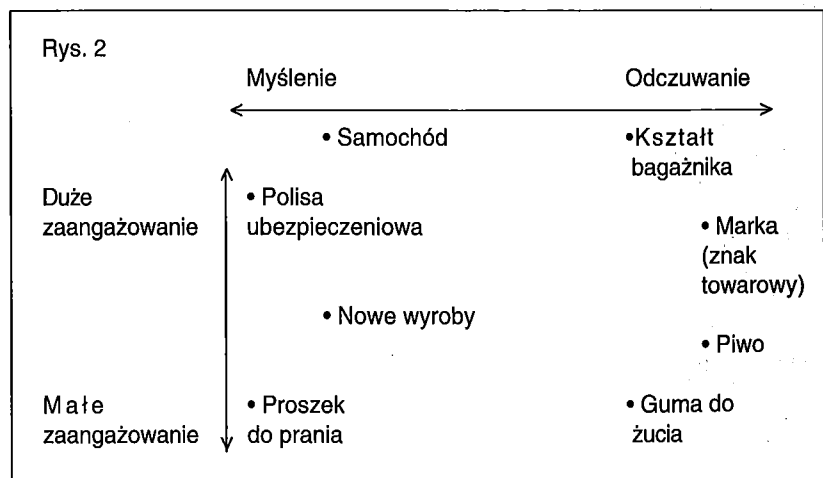 Rys. 2
Myślenie
Odczuwanie
• Samochód
•Kształt
bagażnika
Duże
zaangażowanie
• Polisa
ubezpieczeniowa
• Marka
(znak
towarowy)
• Nowe wyroby
• Piwo
Małe
zaangażowanie
• Proszek
do prania
• Guma do
żucia